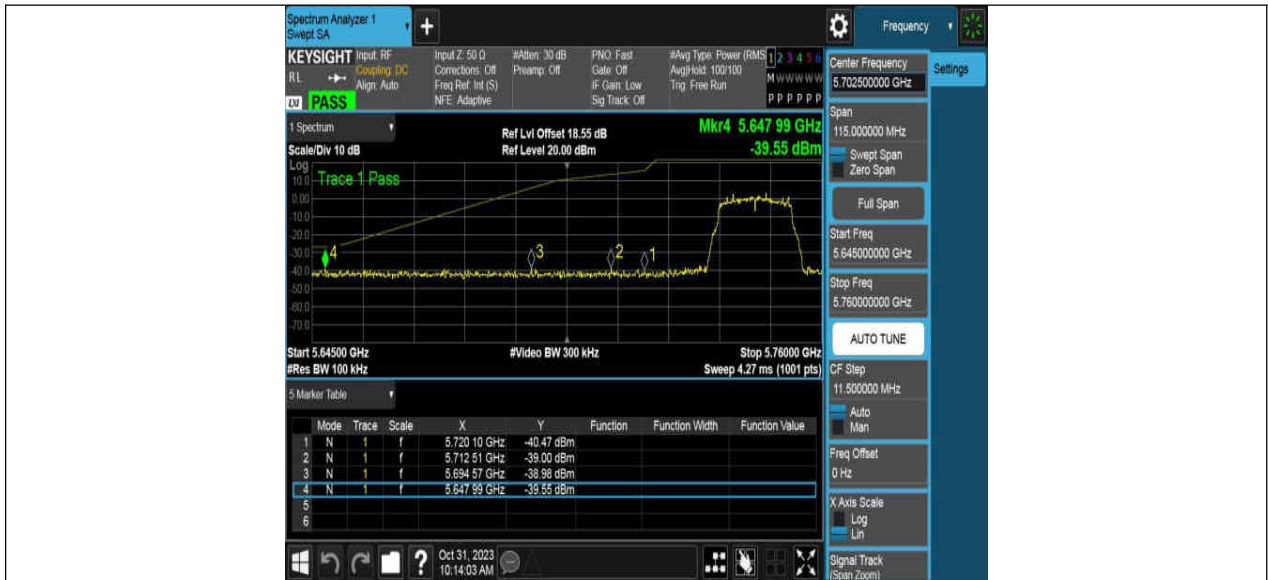 Spectrum Analyzer 1
Swept SA
+
Frequency
KEYSIGHT
RL
PASS
Input: RF
Coupling: DC
Align: Auto
Input Z: 50 Ω
Corrections: Off
Freq Ref: Int (S)
NFE: Adaptive
#Atten: 30 dB
Preamp: Off
PNO: Fast
Gate: Off
IF Gain: Low
Sig Track: Off
#Avg Type: Power (RMS
Avg|Hold: 100/100
Trig: Free Run
1 2 3 4 5 6
M W W W W W
P P P P P P
1 Spectrum
Scale/Div 10 dB
Ref Lvl Offset 18.55 dB
Ref Level 20.00 dBm
Mkr4 5.647 99 GHz
-39.55 dBm
Log
Trace 1 Pass
10.0
0.00
-10.0
-20.0
-30.0
-40.0
-50.0
-60.0
-70.0
4
3
2
1
Start 5.64500 GHz
#Video BW 300 kHz
Stop 5.76000 GHz
#Res BW 100 kHz
Sweep 4.27 ms (1001 pts)
5 Marker Table
Mode Trace Scale X Y Function Function Width Function Value
1 N 1 f 5.720 10 GHz -40.47 dBm
2 N 1 f 5.712 51 GHz -39.00 dBm
3 N 1 f 5.694 57 GHz -38.98 dBm
4 N 1 f 5.647 99 GHz -39.55 dBm
5
6
?
Oct 31, 2023
10:14:03 AM
Center Frequency
5.702500000 GHz
Settings
Span
115.000000 MHz
Swept Span
Zero Span
Full Span
Start Freq
5.645000000 GHz
Stop Freq
5.760000000 GHz
AUTO TUNE
CF Step
11.500000 MHz
Auto
Man
Freq Offset
0 Hz
X Axis Scale
Log
Lin
Signal Track
(Span Zoom)